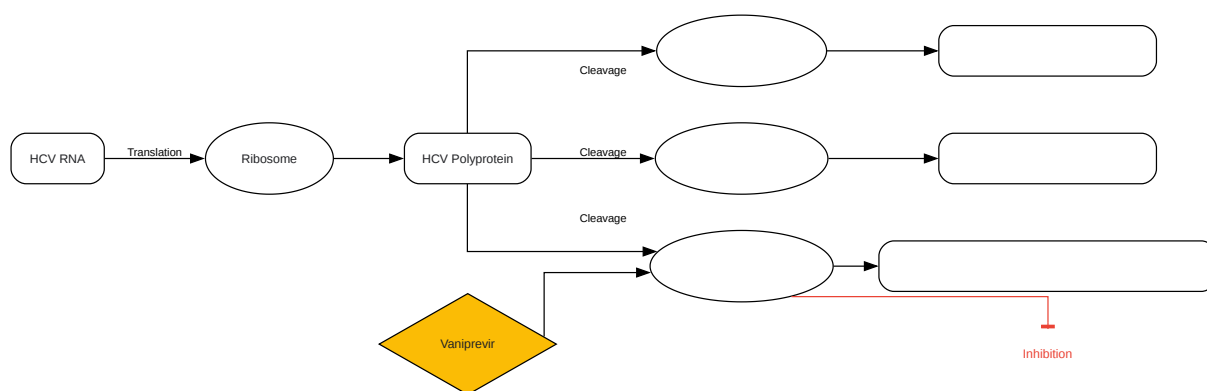 Cleavage
HCV RNA
Translation
Ribosome
HCV Polyprotein
Cleavage
Cleavage
Vaniprevir
Inhibition